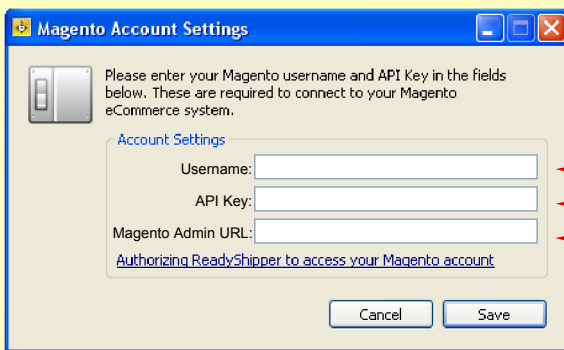 Magento Account Settings
Please enter your Magento username and API Key in the fields
below. These are required to connect to your Magento
eCommerce system.
Account Settings
Username:
API Key:
Magento Admin URL:
Authorizing ReadyShipper to access your Magento account
Cancel Save